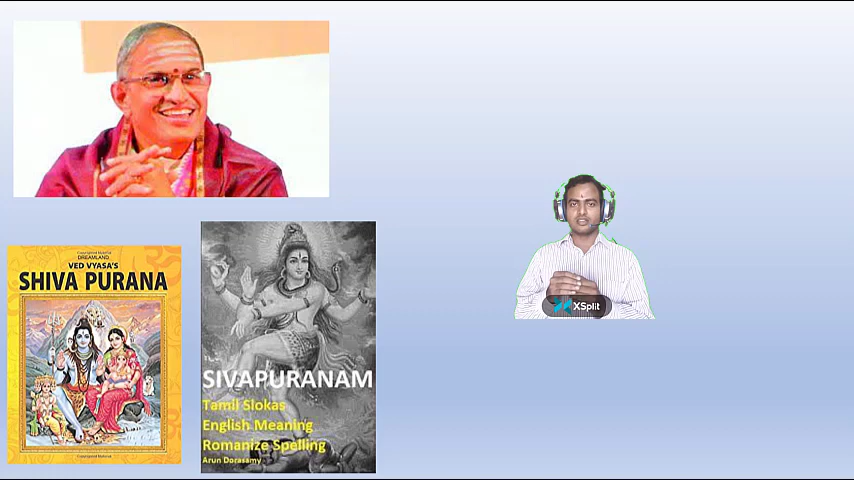 DREAMLAND
VED VYASA'S
SHIVA PURANA
SIVAPURANAM
Tamil Slokas
English Meaning
Romanize Spelling
Arun Dorasamy
XSplit